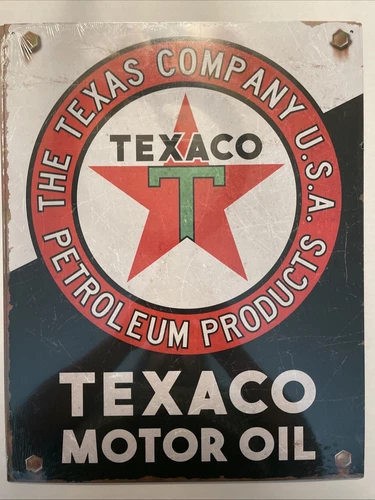 THE TEXAS COMPANY U.S.A.
TEXACO
T
PETROLEUM PRODUCTS
TEXACO
MOTOR OIL